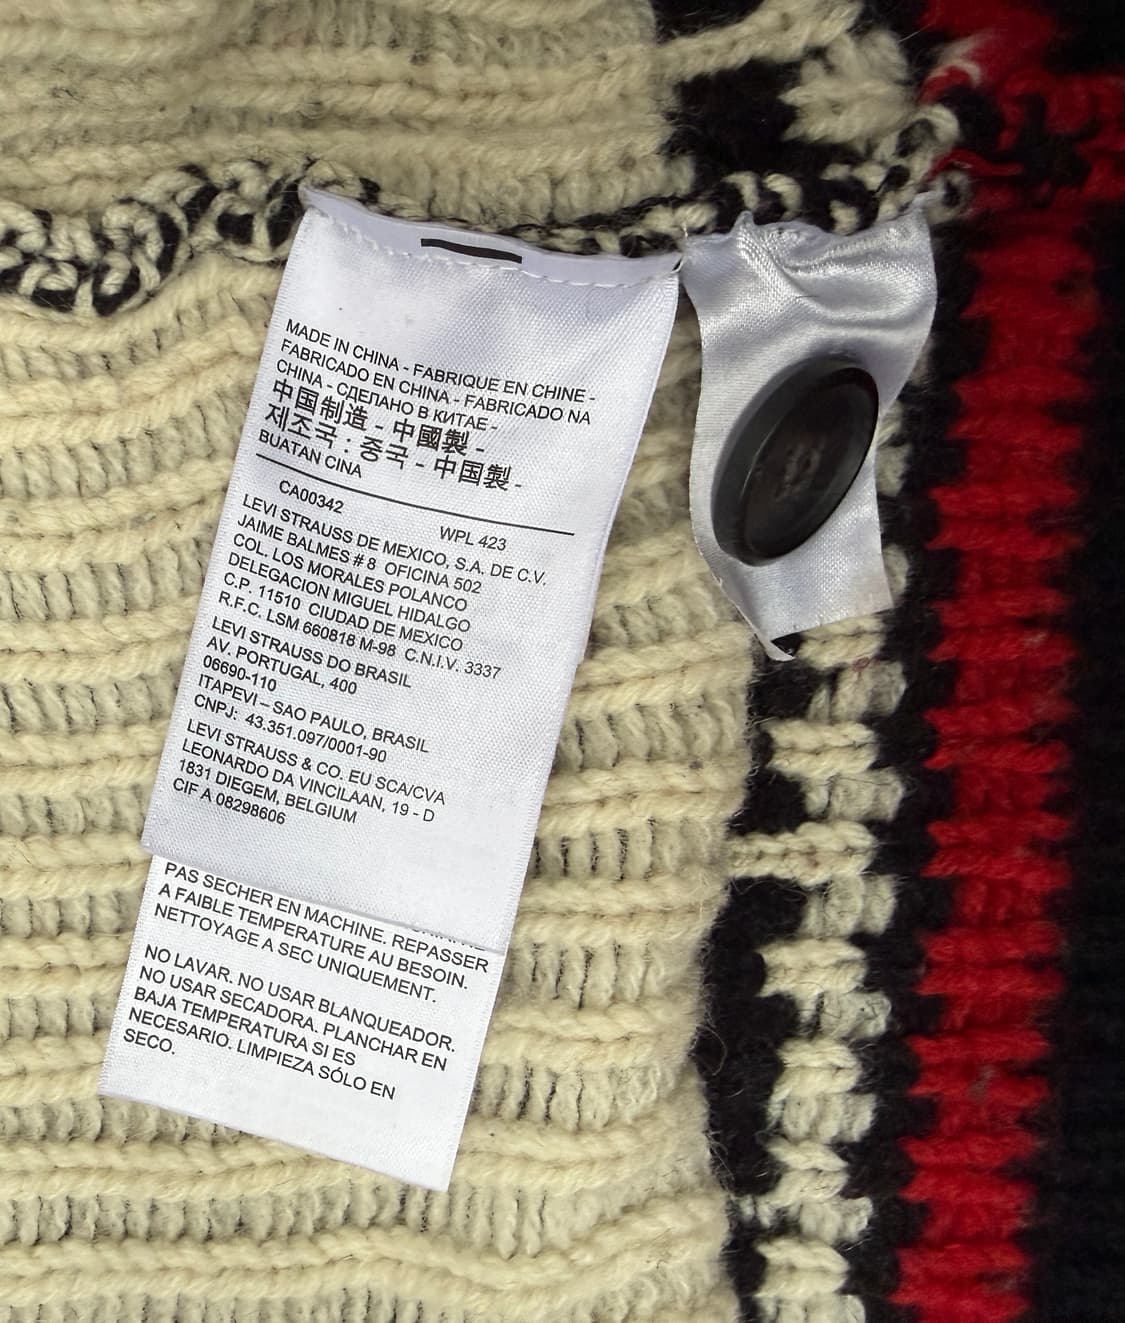 MADE IN CHINA - FABRIQUE EN CHINE -
FABRICADO EN CHINA - FABRICADO NA
CHINA - СДЕЛАНО В КИТАЕ -
中国制造 - 中國製 -
제조국 : 중국 - 中国製 -
BUATAN CINA
CA00342 WPL 423
LEVI STRAUSS DE MEXICO, S.A. DE C.V.
JAIME BALMES # 8 OFICINA 502
COL. LOS MORALES POLANCO
DELEGACION MIGUEL HIDALGO
C.P. 11510 CIUDAD DE MEXICO
R.F.C. LSM 660818 M-98 C.N.I.V. 3337
LEVI STRAUSS DO BRASIL
AV. PORTUGAL, 400
06690-110
ITAPEVI – SAO PAULO, BRASIL
CNPJ: 43.351.097/0001-90
LEVI STRAUSS & CO. EU SCA/CVA
LEONARDO DA VINCILAAN, 19 - D
1831 DIEGEM, BELGIUM
CIF A 08298606
PAS SECHER EN MACHINE. REPASSER
A FAIBLE TEMPERATURE AU BESOIN.
NETTOYAGE A SEC UNIQUEMENT.
NO LAVAR. NO USAR BLANQUEADOR.
NO USAR SECADORA. PLANCHAR EN
BAJA TEMPERATURA SI ES
NECESARIO. LIMPIEZA SÓLO EN
SECO.